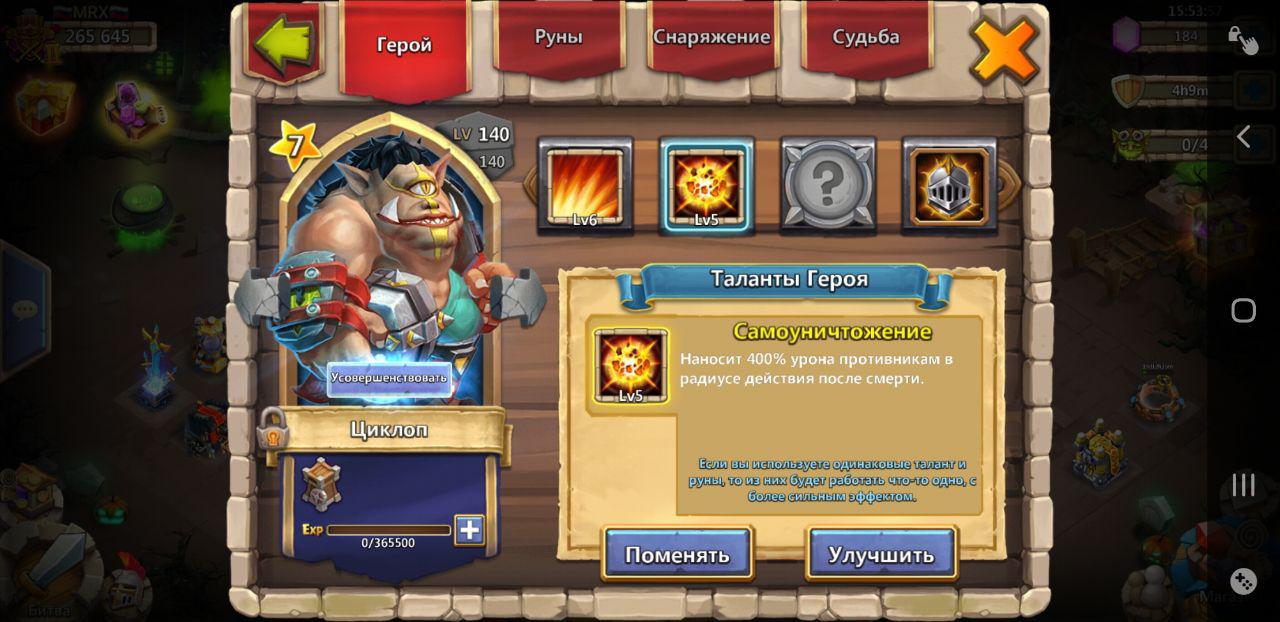 MRX
265 645
15:53:57
184
4h9m
0/4
Герой
Руны
Снаряжение
Судьба
7
LV 140
140
Lv6
Lv5
Таланты Героя
Самоуничтожение
Наносит 400% урона противникам в
радиусе действия после смерти.
Lv5
Если вы используете одинаковые талант и
руны, то из них будет работать что-то одно, с
более сильным эффектом.
Усовершенствовать
Циклоп
Exp
0/365500
Поменять
Улучшить
Битва